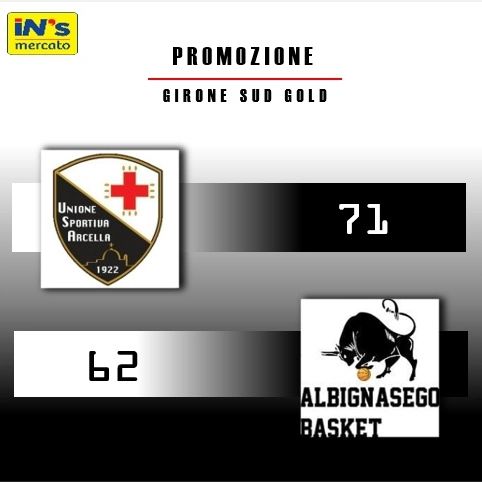 iN's
mercato
PROMOZIONE
GIRONE SUD GOLD
UNIONE
SPORTIVA
ARCELLA
1922
71
62
ALBIGNASEGO
BASKET